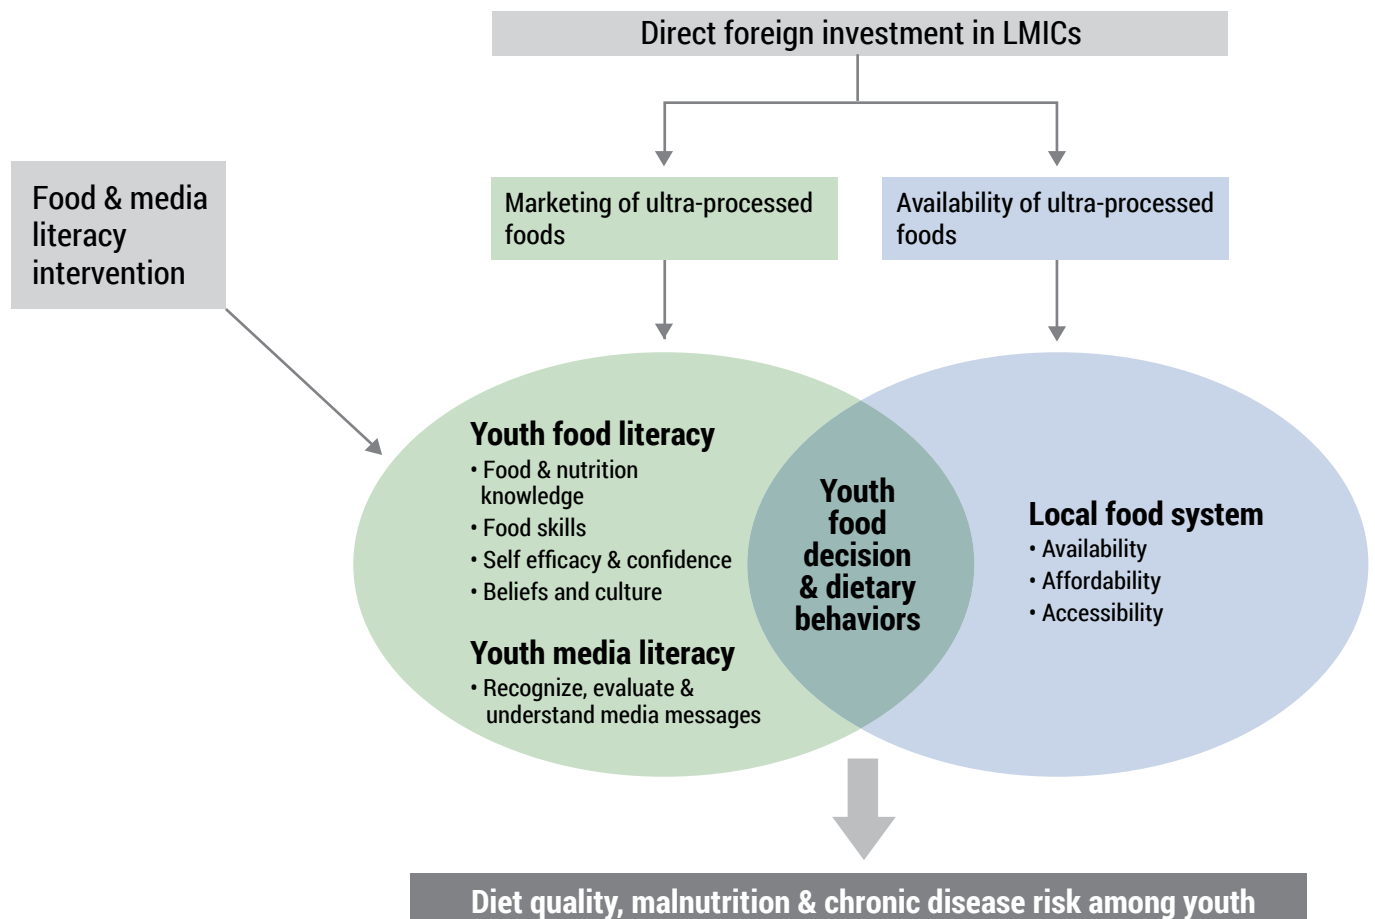 Direct foreign investment in LMICs
Food & media
literacy
intervention
Marketing of ultra-processed
foods
Availability of ultra-processed
foods
Youth food literacy
• Food & nutrition
knowledge
• Food skills
• Self efficacy & confidence
• Beliefs and culture
Youth media literacy
• Recognize, evaluate &
understand media messages
Youth
food
decision
& dietary
behaviors
Local food system
• Availability
• Affordability
• Accessibility
Diet quality, malnutrition & chronic disease risk among youth